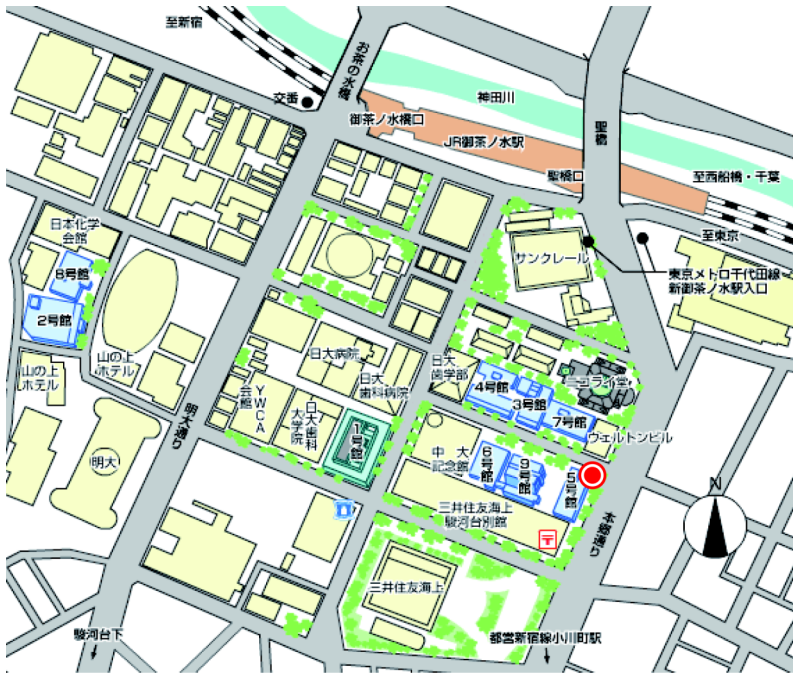 至新宿
お茶の水橋
交番
神田川
御茶ノ水橋口
JR御茶ノ水駅
聖橋
聖橋口
至西船橋・千葉
至東京
日本化学
会館
8号館
2号館
山の上
ホテル
山の上
ホテル
サンクレール
東京メトロ千代田線
新御茶ノ水駅入口
日大病院
日大
歯科病院
日大
歯学部
4号館
3号館
7号館
ニコライ堂
ヴェルトンビル
YWCA
会館
日大歯科
大学院
1号館
明大通り
明大
中大
記念館
6号館
9号館
5号館
三井住友海上
駿河台別館
〒
本郷通り
N
三井住友海上
駿河台下
都営新宿線小川町駅